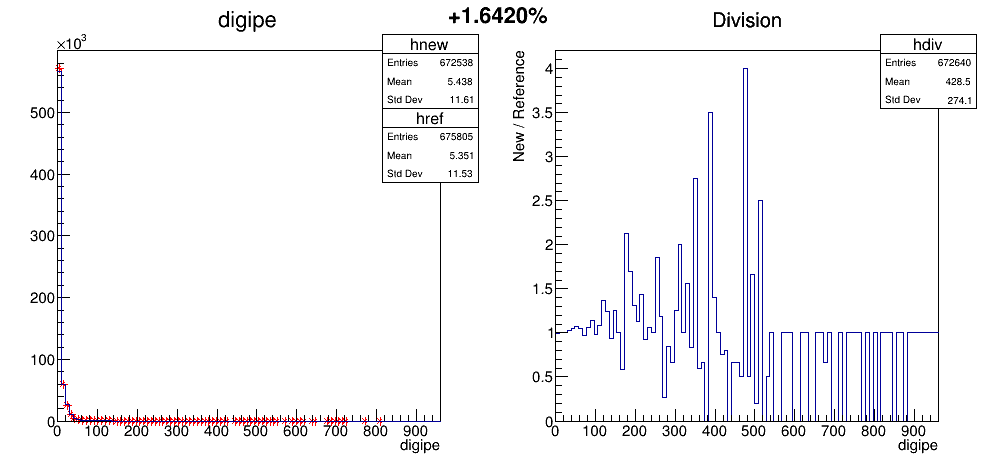 +1.6420%
digipe
×10³
hnew
Entries 672538
Mean 5.438
Std Dev 11.61
href
Entries 675805
Mean 5.351
Std Dev 11.53
500
400
300
200
100
0
0 100 200 300 400 500 600 700 800 900
digipe
Division
hdiv
Entries 672640
Mean 428.5
Std Dev 274.1
New / Reference
4
3.5
3
2.5
2
1.5
1
0.5
0
0 100 200 300 400 500 600 700 800 900
digipe